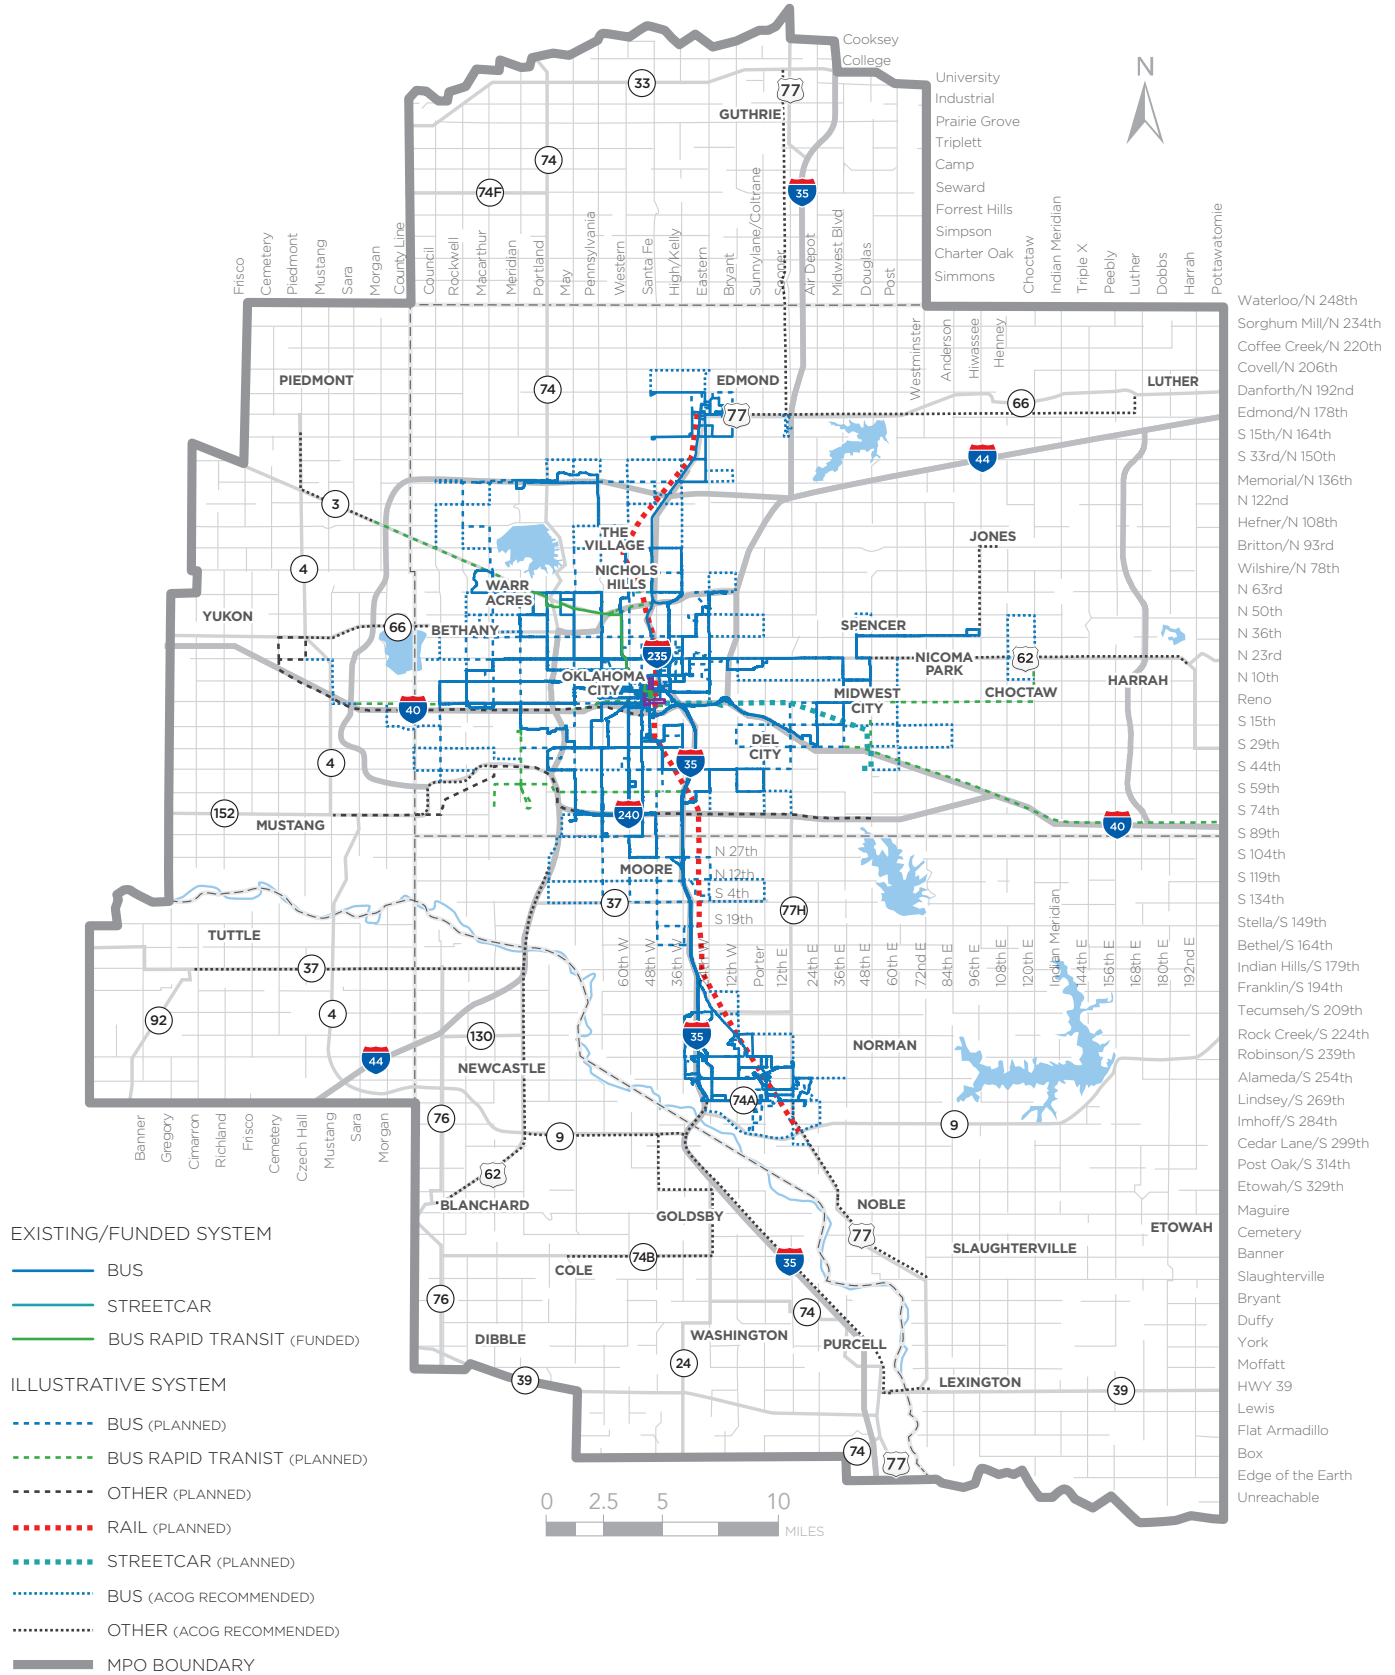 Cooksey
College
N
University
Industrial
Prairie Grove
Triplett
Camp
Seward
Forrest Hills
Simpson
Charter Oak
Simmons
33
77
GUTHRIE
74
74F
35
Frisco
Cemetery
Piedmont
Mustang
Sara
Morgan
County Line
Council
Rockwell
Macarthur
Meridian
Portland
May
Pennsylvania
Western
Santa Fe
High/Kelly
Eastern
Bryant
Sunnylane/Coltrane
Sooner
Air Depot
Midwest Blvd
Douglas
Post
Westminster
Anderson
Hiwassee
Henney
Choctaw
Indian Meridian
Triple X
Peebly
Luther
Dobbs
Harrah
Pottawatomie
Waterloo/N 248th
Sorghum Mill/N 234th
Coffee Creek/N 220th
Covell/N 206th
Danforth/N 192nd
Edmond/N 178th
S 15th/N 164th
S 33rd/N 150th
Memorial/N 136th
N 122nd
Hefner/N 108th
Britton/N 93rd
Wilshire/N 78th
N 63rd
N 50th
N 36th
N 23rd
N 10th
Reno
S 15th
S 29th
S 44th
S 59th
S 74th
S 89th
S 104th
S 119th
S 134th
Stella/S 149th
Bethel/S 164th
Indian Hills/S 179th
Franklin/S 194th
Tecumseh/S 209th
Rock Creek/S 224th
Robinson/S 239th
Alameda/S 254th
Lindsey/S 269th
Imhoff/S 284th
Cedar Lane/S 299th
Post Oak/S 314th
Etowah/S 329th
Maguire
Cemetery
Banner
Slaughterville
Bryant
Duffy
York
Moffatt
HWY 39
Lewis
Flat Armadillo
Box
Edge of the Earth
Unreachable
PIEDMONT
74
EDMOND
77
66
LUTHER
44
3
THE
VILLAGE
NICHOLS
HILLS
JONES
4
WARR
ACRES
YUKON
66
BETHANY
SPENCER
235
NICOMA
PARK
62
OKLAHOMA
CITY
MIDWEST
CITY
CHOCTAW
HARRAH
40
DEL
CITY
4
35
152
MUSTANG
240
40
MOORE
N 27th
N 12th
S 4th
S 19th
37
77H
TUTTLE
37
60th W
48th W
36th W
12th W
Porter
12th E
24th E
36th E
48th E
60th E
72nd E
84th E
96th E
108th E
120th E
Indian Meridian
144th E
156th E
168th E
180th E
192nd E
92
4
130
44
NEWCASTLE
35
NORMAN
74A
76
9
9
Banner
Gregory
Cimarron
Richland
Frisco
Cemetery
Czech Hall
Mustang
Sara
Morgan
62
BLANCHARD
GOLDSBY
NOBLE
77
ETOWAH
SLAUGHTERVILLE
74B
COLE
35
76
74
DIBBLE
WASHINGTON
PURCELL
24
39
LEXINGTON
39
74
77
EXISTING/FUNDED SYSTEM
BUS
STREETCAR
BUS RAPID TRANSIT (FUNDED)
ILLUSTRATIVE SYSTEM
BUS (PLANNED)
BUS RAPID TRANIST (PLANNED)
OTHER (PLANNED)
RAIL (PLANNED)
STREETCAR (PLANNED)
BUS (ACOG RECOMMENDED)
OTHER (ACOG RECOMMENDED)
MPO BOUNDARY
0 2.5 5 10
MILES